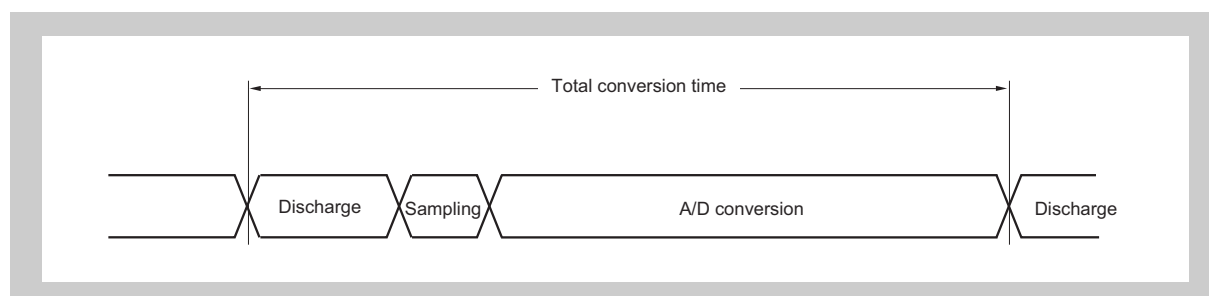 Total conversion time
Discharge
Sampling
A/D conversion
Discharge